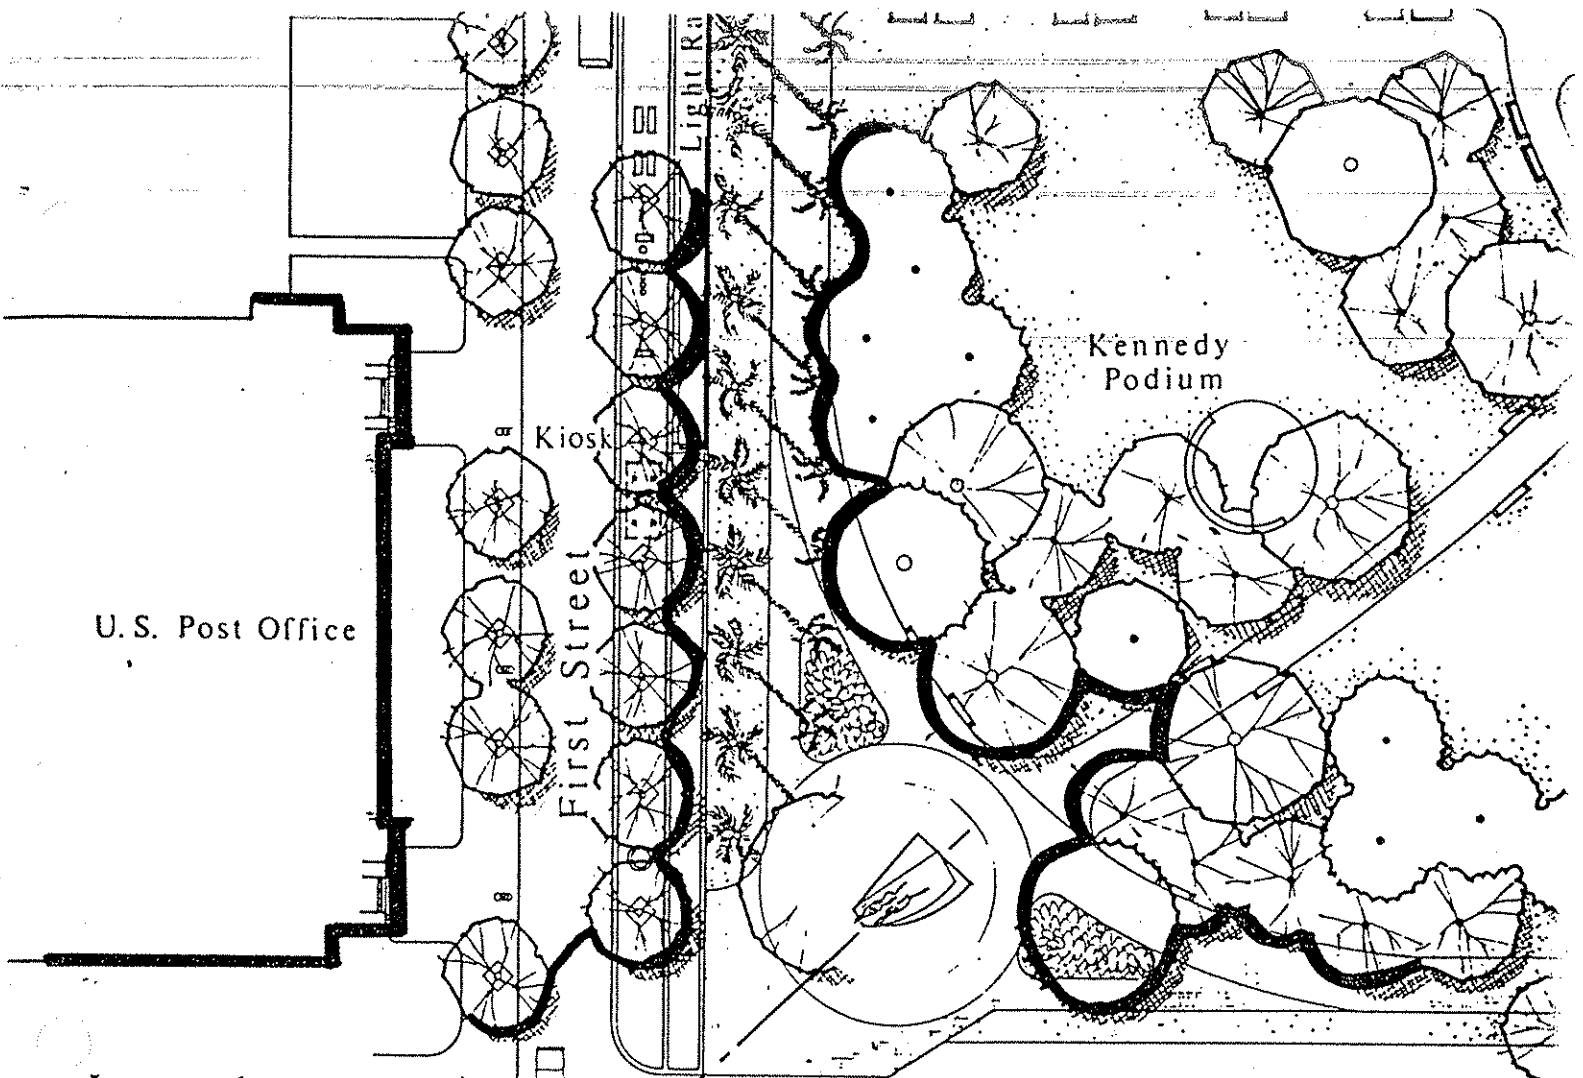 Light Ra
Kennedy
Podium
Kiosk
U.S. Post Office
First Street